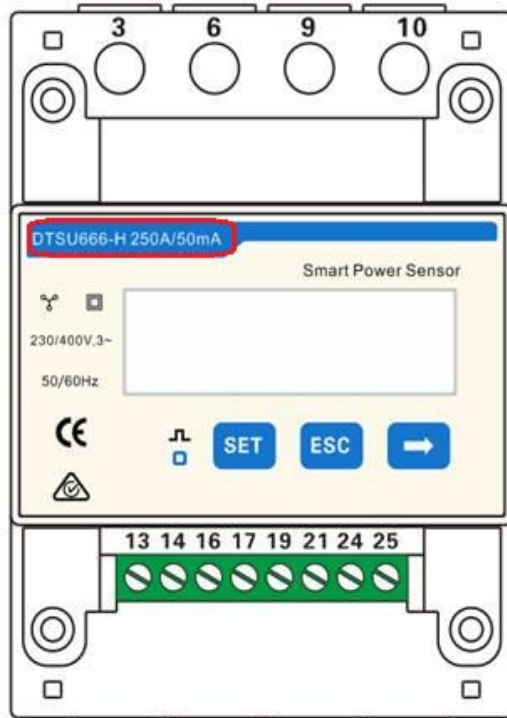 3 6 9 10
DTSU666-H 250A/50mA
Smart Power Sensor
230/400V,3~
50/60Hz
CE
SET ESC
13 14 16 17 19 21 24 25